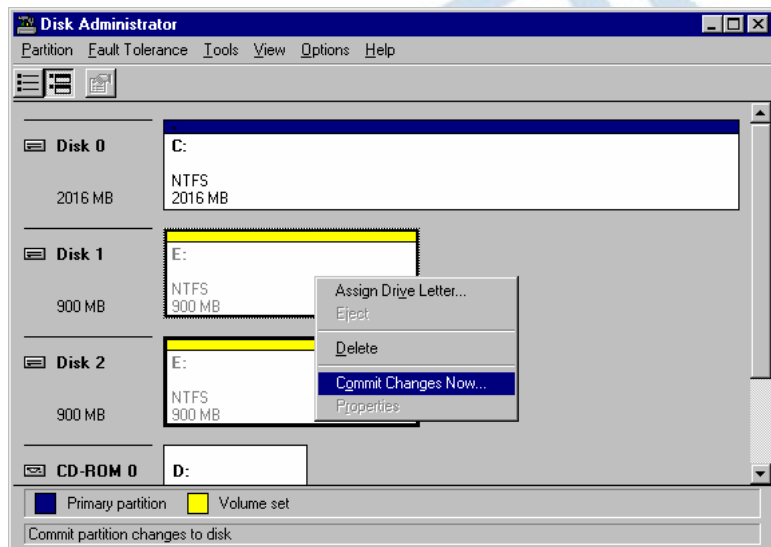 Disk Administrator
Partition Fault Tolerance Tools View Options Help
Disk 0
2016 MB
C:
NTFS
2016 MB
Disk 1
900 MB
E:
NTFS
900 MB
Assign Drive Letter...
Eject
Delete
Commit Changes Now...
Properties
Disk 2
900 MB
E:
NTFS
900 MB
CD-ROM 0
D:
Primary partition Volume set
Commit partition changes to disk